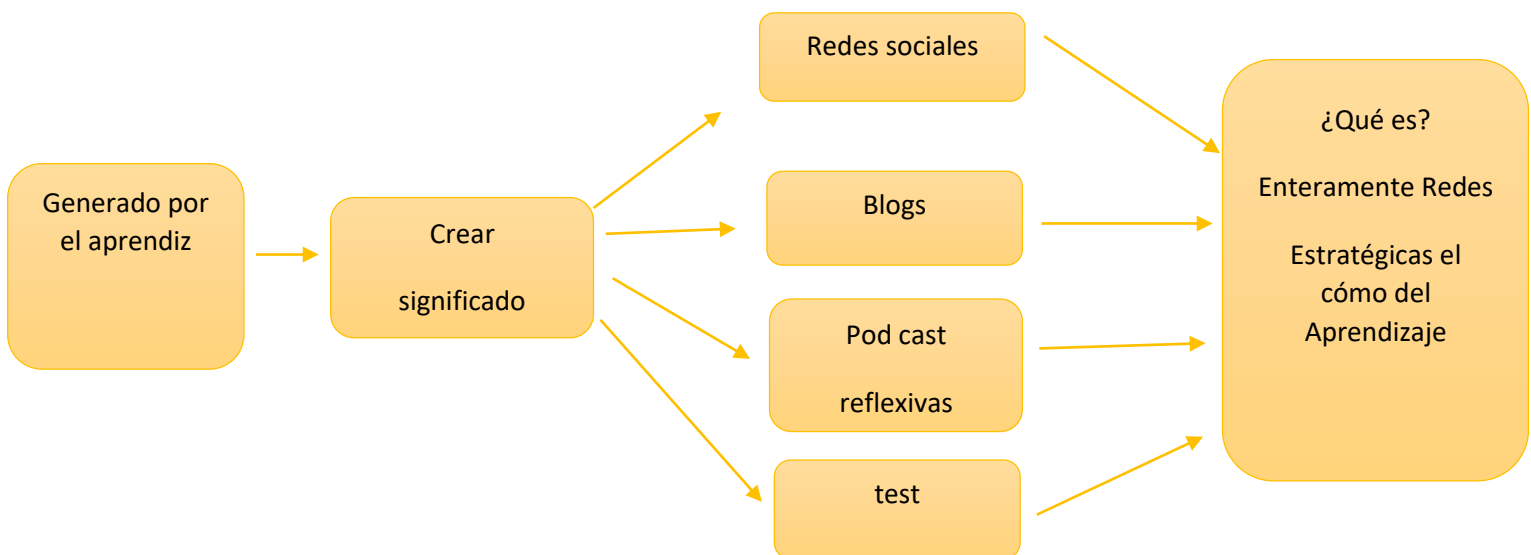 Generado por
el aprendiz
Crear
significado
Redes sociales
Blogs
Pod cast
reflexivas
test
¿Qué es?
Enteramente Redes
Estratégicas el
cómo del
Aprendizaje